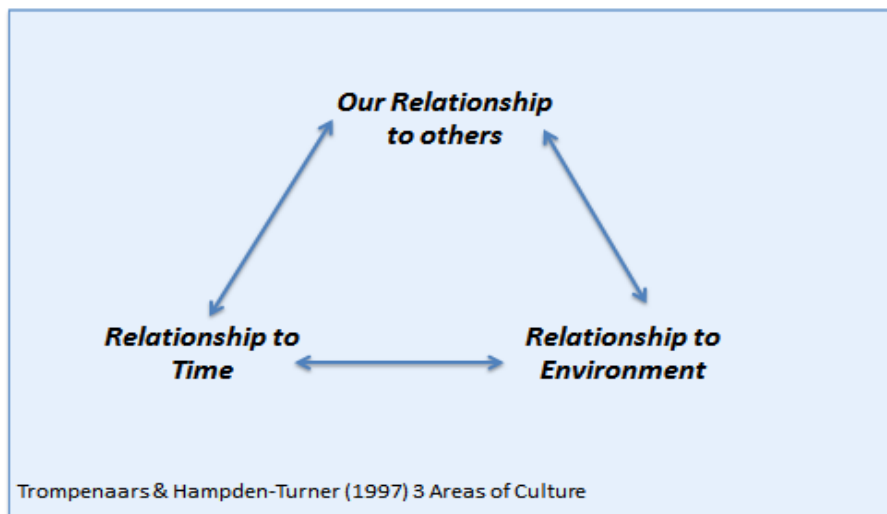 Our Relationship
to others
Relationship to
Time
Relationship to
Environment
Trompenaars & Hampden-Turner (1997) 3 Areas of Culture